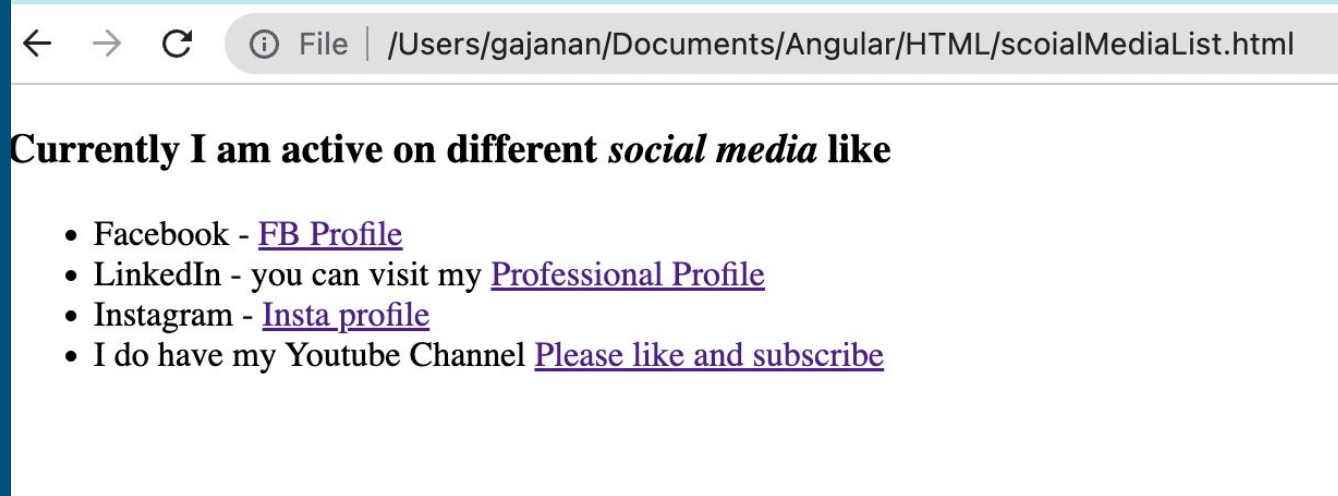 File | /Users/gajanan/Documents/Angular/HTML/scoialMediaList.html
Currently I am active on different social media like
• Facebook - FB Profile
• LinkedIn - you can visit my Professional Profile
• Instagram - Insta profile
• I do have my Youtube Channel Please like and subscribe